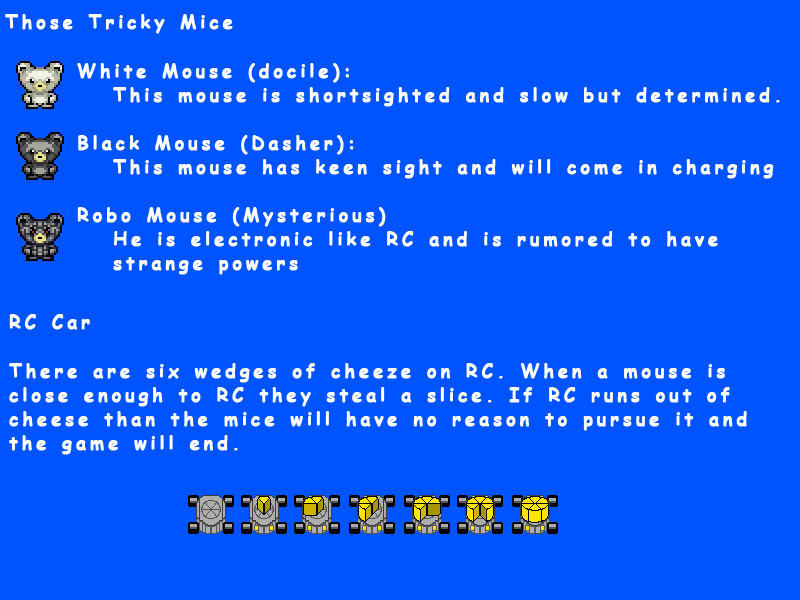 Those Tricky Mice
White Mouse (docile):
This mouse is shortsighted and slow but determined.
Black Mouse (Dasher):
This mouse has keen sight and will come in charging
Robo Mouse (Mysterious)
He is electronic like RC and is rumored to have
strange powers
RC Car
There are six wedges of cheeze on RC. When a mouse is
close enough to RC they steal a slice. If RC runs out of
cheese than the mice will have no reason to pursue it and
the game will end.